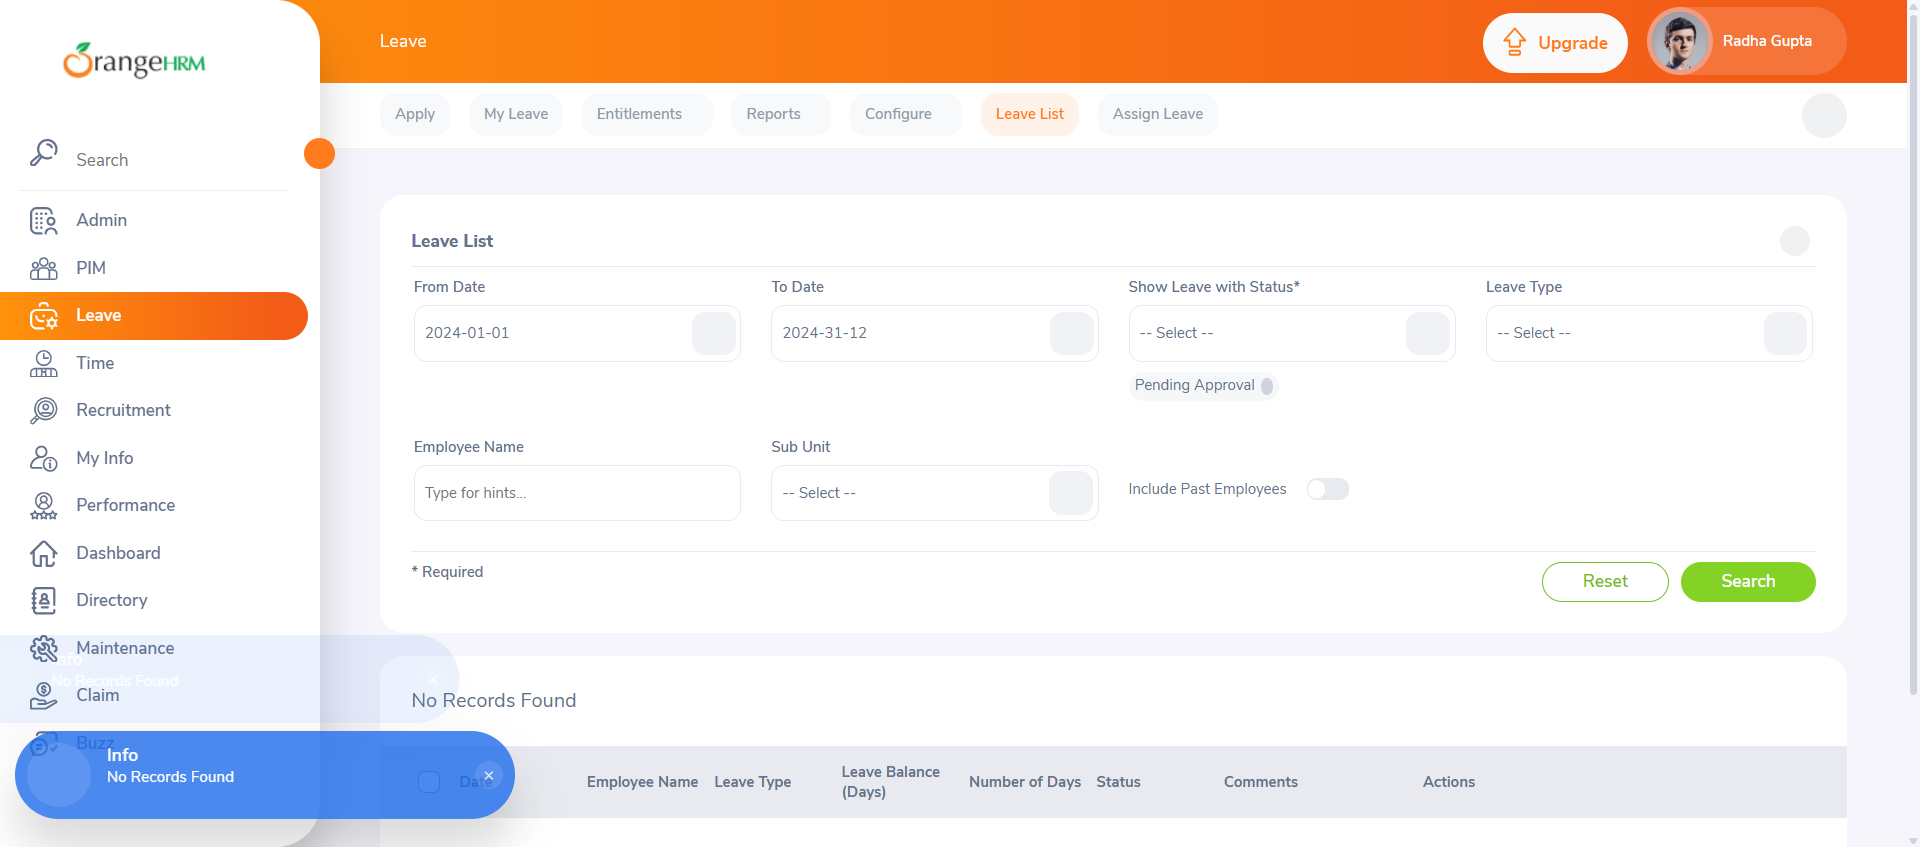 OrangeHRM
Leave
Upgrade
Radha Gupta
Apply
My Leave
Entitlements
Reports
Configure
Leave List
Assign Leave
Search
Admin
PIM
Leave
Time
Recruitment
My Info
Performance
Dashboard
Directory
Maintenance
Claim
Buzz
Leave List
From Date
To Date
Show Leave with Status*
Leave Type
2024-01-01
2024-31-12
-- Select --
-- Select --
Pending Approval
Employee Name
Sub Unit
Type for hints...
-- Select --
Include Past Employees
* Required
Reset
Search
Info
No Records Found
×
No Records Found
Info
No Records Found
×
Date
Employee Name
Leave Type
Leave Balance
(Days)
Number of Days
Status
Comments
Actions